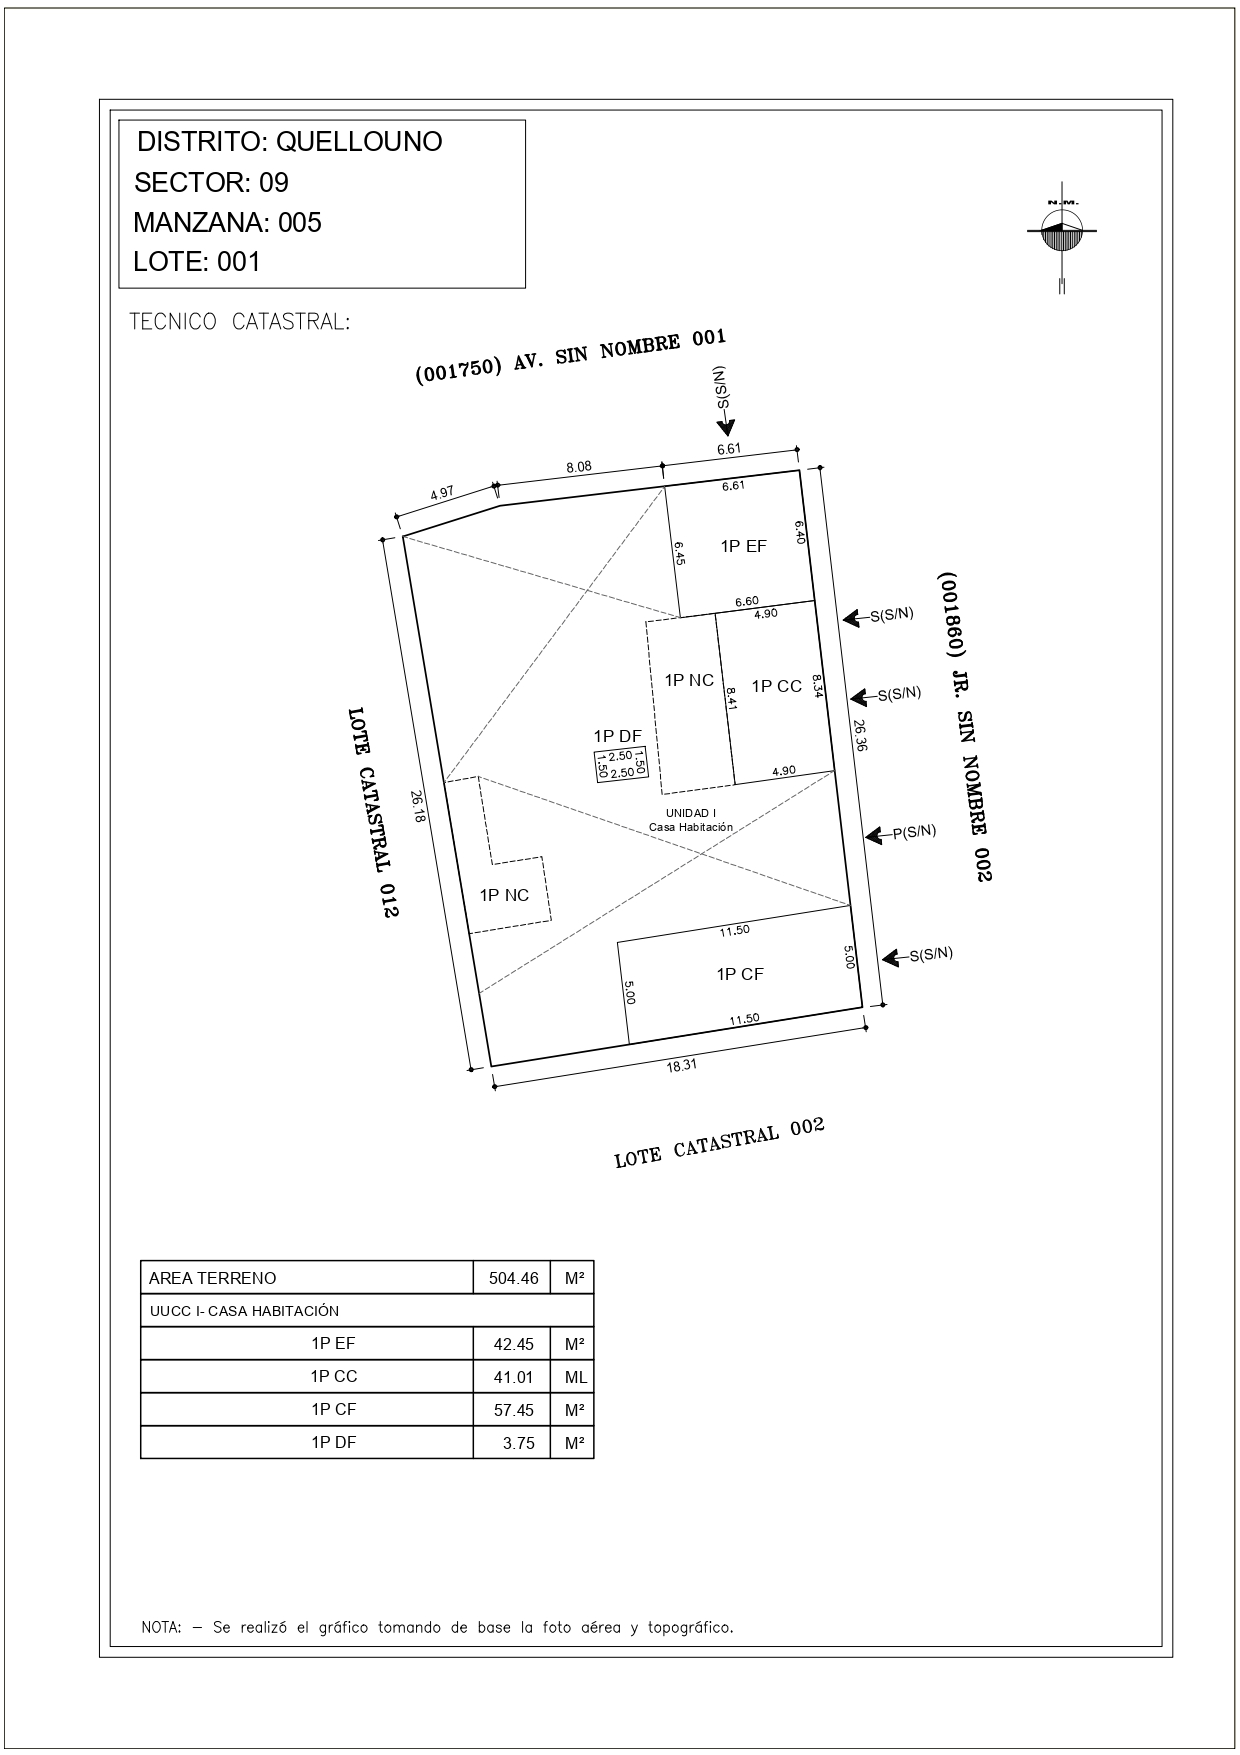 DISTRITO: QUELLOUNO
SECTOR: 09
MANZANA: 005
LOTE: 001
N.M.
TECNICO CATASTRAL:
(001750) AV. SIN NOMBRE 001
S(S/N)
6.61
8.08
4.97
6.61
6.40
6.45
1P EF
6.60
4.90
S(S/N)
(001860) JR. SIN NOMBRE 002
1P NC
1P CC
8.41
8.34
S(S/N)
26.36
1P DF
2.50
1.50
1.50
2.50
4.90
LOTE CATASTRAL 012
26.18
UNIDAD I
Casa Habitación
P(S/N)
1P NC
11.50
5.00
S(S/N)
1P CF
5.00
11.50
18.31
LOTE CATASTRAL 002
AREA TERRENO 504.46 M²
UUCC I- CASA HABITACIÓN
1P EF 42.45 M²
1P CC 41.01 ML
1P CF 57.45 M²
1P DF 3.75 M²
NOTA: – Se realizó el gráfico tomando de base la foto aérea y topográfico.